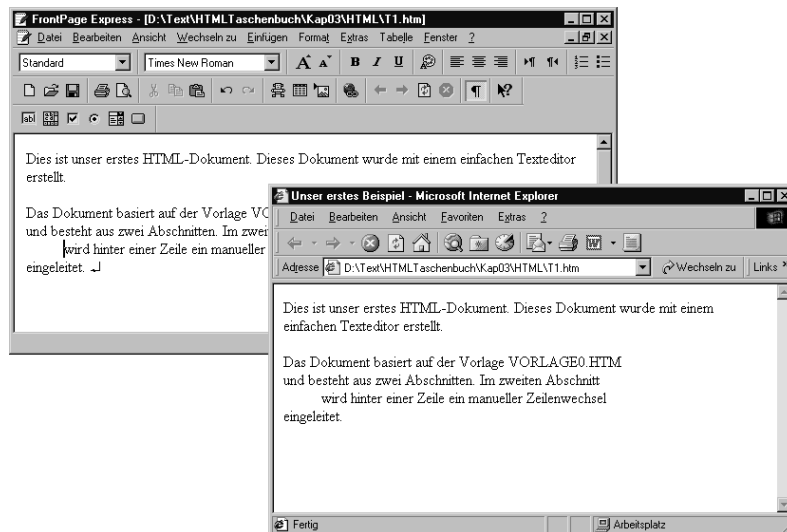 FrontPage Express - [D:\Text\HTMLTaschenbuch\Kap03\HTML\T1.htm]
Datei Bearbeiten Ansicht Wechseln zu Einfügen Format Extras Tabelle Fenster ?
Standard Times New Roman A A B I U
Dies ist unser erstes HTML-Dokument. Dieses Dokument wurde mit einem einfachen Texteditor
erstellt.
Das Dokument basiert auf der Vorlage VO
und besteht aus zwei Abschnitten. Im zwei
wird hinter einer Zeile ein manueller
eingeleitet.
Unser erstes Beispiel - Microsoft Internet Explorer
Datei Bearbeiten Ansicht Favoriten Extras ?
Adresse D:\Text\HTMLTaschenbuch\Kap03\HTML\T1.htm Wechseln zu Links
Dies ist unser erstes HTML-Dokument. Dieses Dokument wurde mit einem
einfachen Texteditor erstellt.
Das Dokument basiert auf der Vorlage VORLAGE0.HTM
und besteht aus zwei Abschnitten. Im zweiten Abschnitt
wird hinter einer Zeile ein manueller Zeilenwechsel
eingeleitet.
Fertig Arbeitsplatz